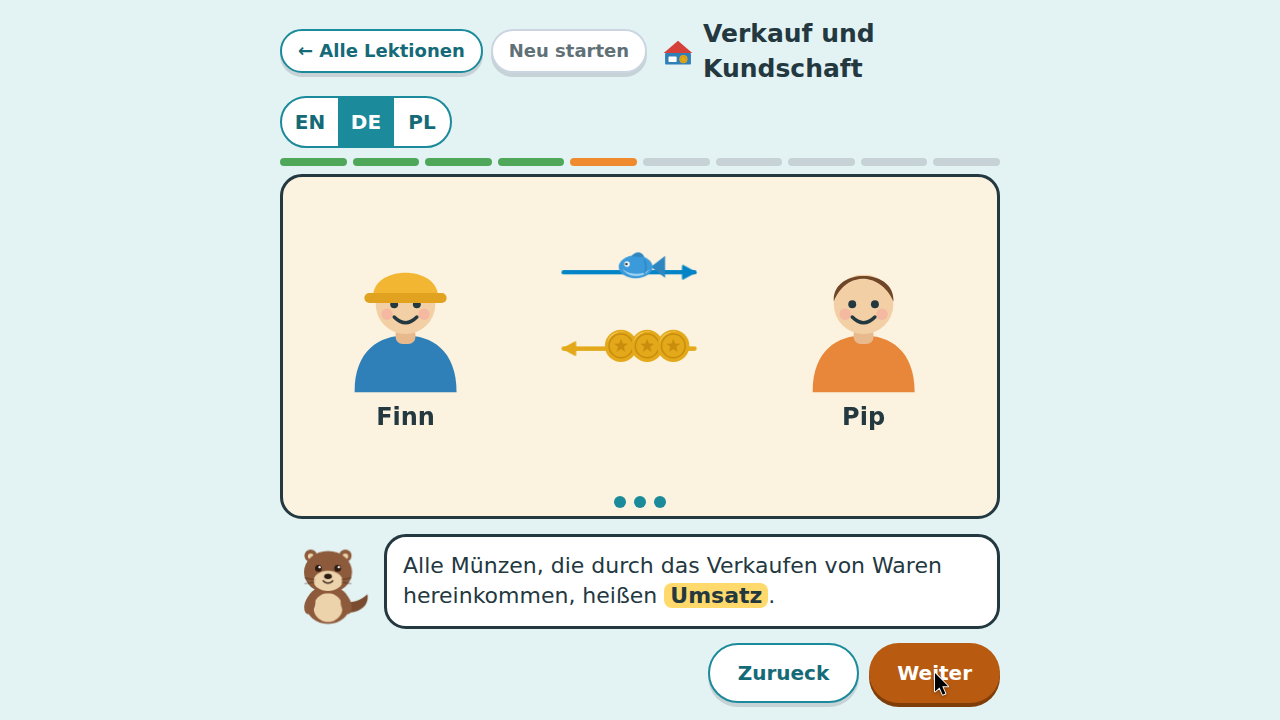 ← Alle Lektionen
Neu starten
Verkauf und
Kundschaft
EN DE PL
Finn
Pip
Alle Münzen, die durch das Verkaufen von Waren
hereinkommen, heißen Umsatz.
Zurueck
Weiter